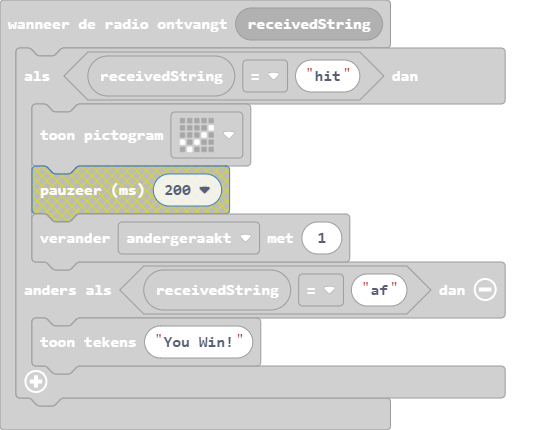 wanneer de radio ontvangt receivedString
als receivedString = "hit" dan
toon pictogram
pauzeer (ms) 200
verander andergeraakt met 1
anders als receivedString = "af" dan
toon tekens "You Win!"